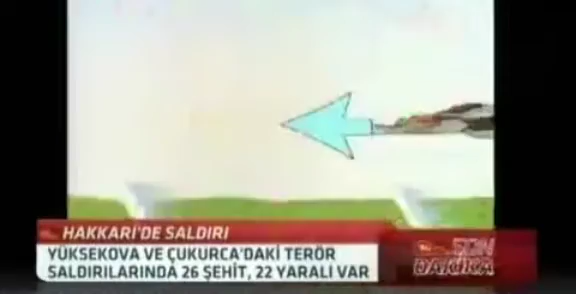 HAKKARİ'DE SALDIRI
YÜKSEKOVA VE ÇUKURCA'DAKİ TERÖR
SALDIRILARINDA 26 ŞEHİT, 22 YARALI VAR
SON
DAKİKA